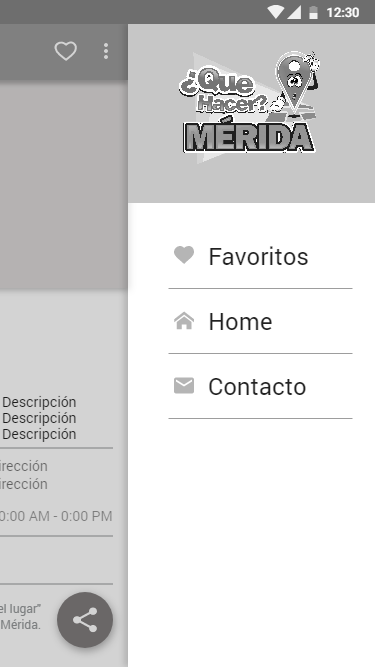 12:30
¿Que
Hacer?
MÉRIDA
Favoritos
Home
Contacto
Descripción
Descripción
Descripción
irección
irección
0:00 AM - 0:00 PM
el lugar"
Mérida.